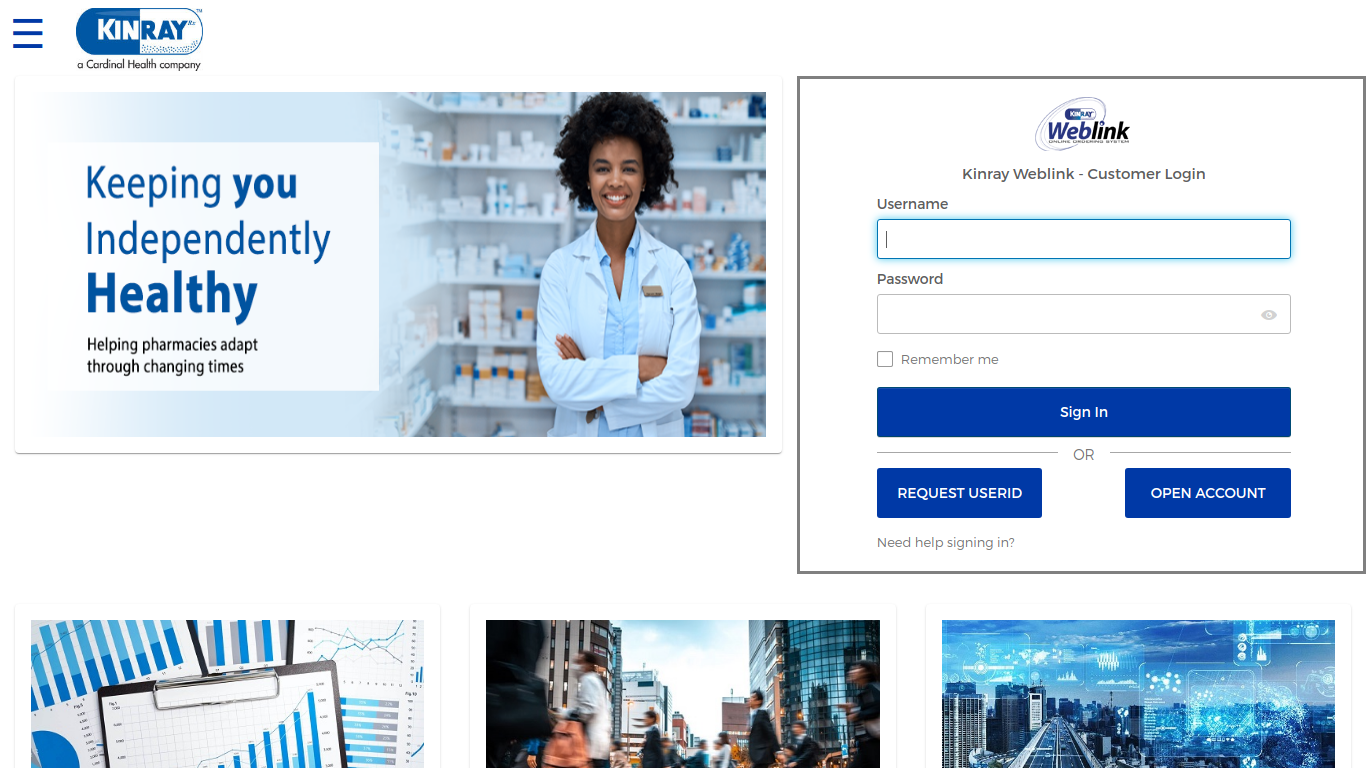 KINRAY Rx
TM
a Cardinal Health company
Keeping you
Independently
Healthy
Helping pharmacies adapt
through changing times
KINRAY
Weblink
ONLINE ORDERING SYSTEM
Kinray Weblink - Customer Login
Username
Password
Remember me
Sign In
OR
REQUEST USERID
OPEN ACCOUNT
Need help signing in?